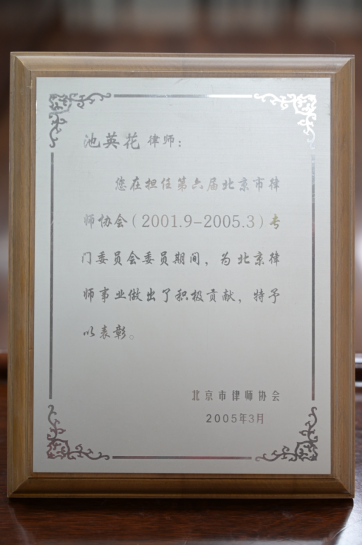 池英花律师：
您在担任第六届北京市律
师协会（2001.9-2005.3）专
门委员会委员期间，为北京律
师事业做出了积极贡献，特予
以表彰。
北京市律师协会
2005年3月